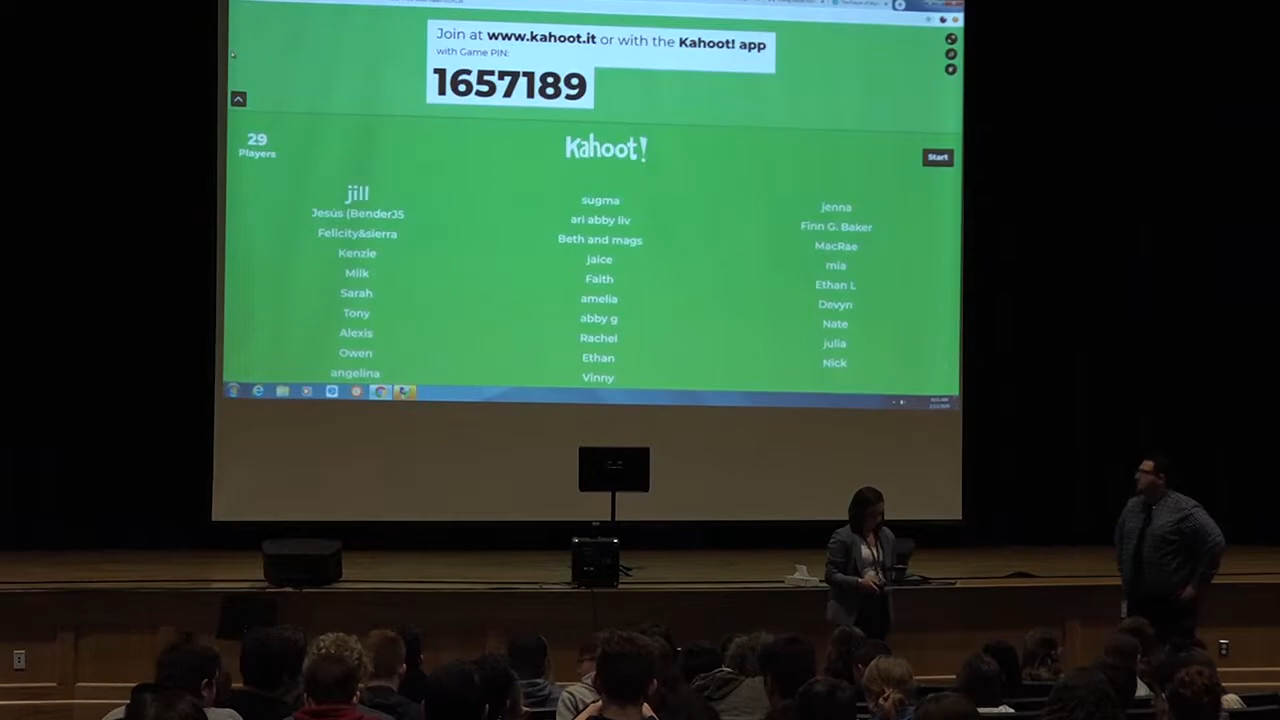 Join at www.kahoot.it or with the Kahoot! app
with Game PIN:
1657189
29
Players
Kahoot!
Start
jill
Jesús (BenderJ5
Felicity&sierra
Kenzie
Milk
Sarah
Tony
Alexis
Owen
angelina
sugma
ari abby liv
Beth and mags
jaice
Faith
amelia
abby g
Rachel
Ethan
Vinny
jenna
Finn G. Baker
MacRae
mia
Ethan L
Devyn
Nate
julia
Nick